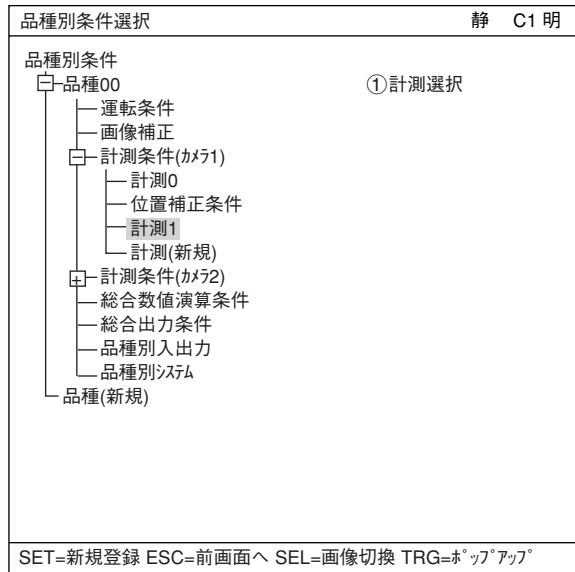 品種別条件選択 静 C1 明
品種別条件
品種00 ①計測選択
運転条件
画像補正
計測条件(ｶﾒﾗ1)
計測0
位置補正条件
計測1
計測(新規)
計測条件(ｶﾒﾗ2)
総合数値演算条件
総合出力条件
品種別入出力
品種別ｼｽﾃﾑ
品種(新規)
SET=新規登録 ESC=前画面へ SEL=画像切換 TRG=ﾎﾟｯﾌﾟｱｯﾌﾟ